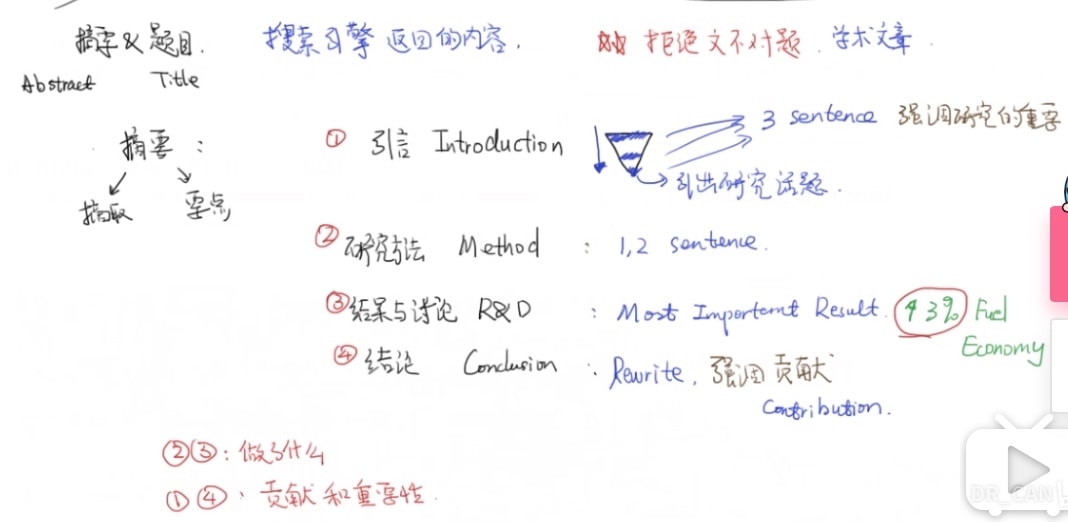 摘要&题目. 搜索引擎返回的内容. 拒绝文不对题. 学术文章.
Abstract Title
摘要:
摘取 要点
① 引言 Introduction 3 sentence 强调研究的重要
引出研究话题.
② 研究方法 Method : 1,2 sentence.
③ 结果与讨论 R&D : Most Important Result. 43% Fuel Economy
④ 结论 Conclusion : Rewrite, 强调贡献
Contribution.
②③: 做了什么
①④: 贡献和重要性.
DR_CAN